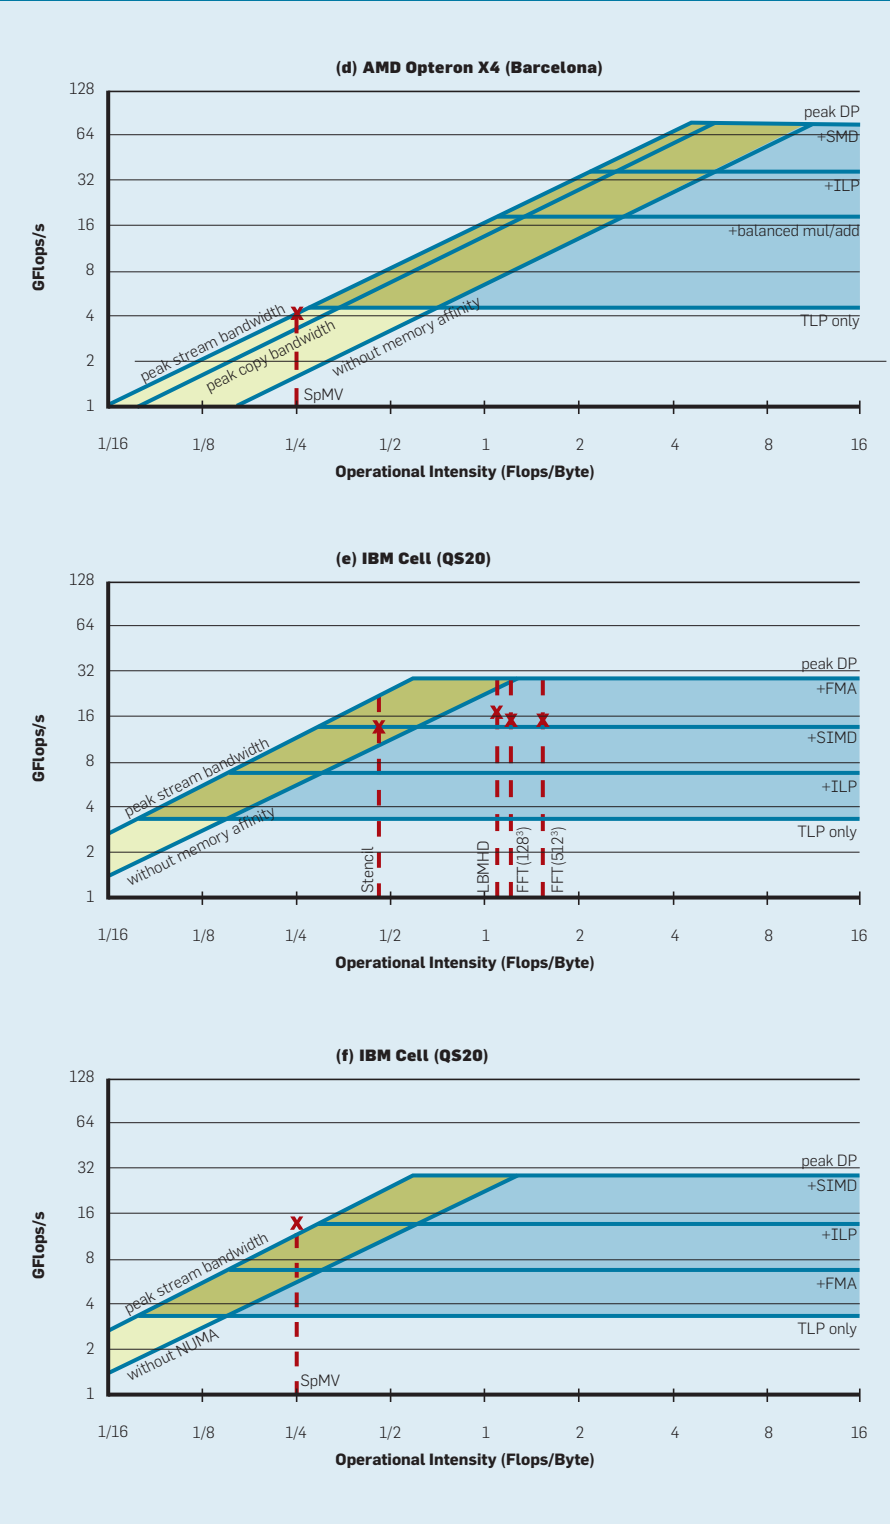 (d) AMD Opteron X4 (Barcelona)
128
64
32
16
8
4
2
1
GFlops/s
peak DP
+SMD
+ILP
+balanced mul/add
TLP only
peak stream bandwidth
peak copy bandwidth
without memory affinity
SpMV
1/16 1/8 1/4 1/2 1 2 4 8 16
Operational Intensity (Flops/Byte)
(e) IBM Cell (QS20)
128
64
32
16
8
4
2
1
GFlops/s
peak DP
+FMA
+SIMD
+ILP
TLP only
peak stream bandwidth
without memory affinity
Stencil
LBMHD
FFT (128³)
FFT (512³)
1/16 1/8 1/4 1/2 1 2 4 8 16
Operational Intensity (Flops/Byte)
(f) IBM Cell (QS20)
128
64
32
16
8
4
2
1
GFlops/s
peak DP
+SIMD
+ILP
+FMA
TLP only
peak stream bandwidth
without NUMA
SpMV
1/16 1/8 1/4 1/2 1 2 4 8 16
Operational Intensity (Flops/Byte)